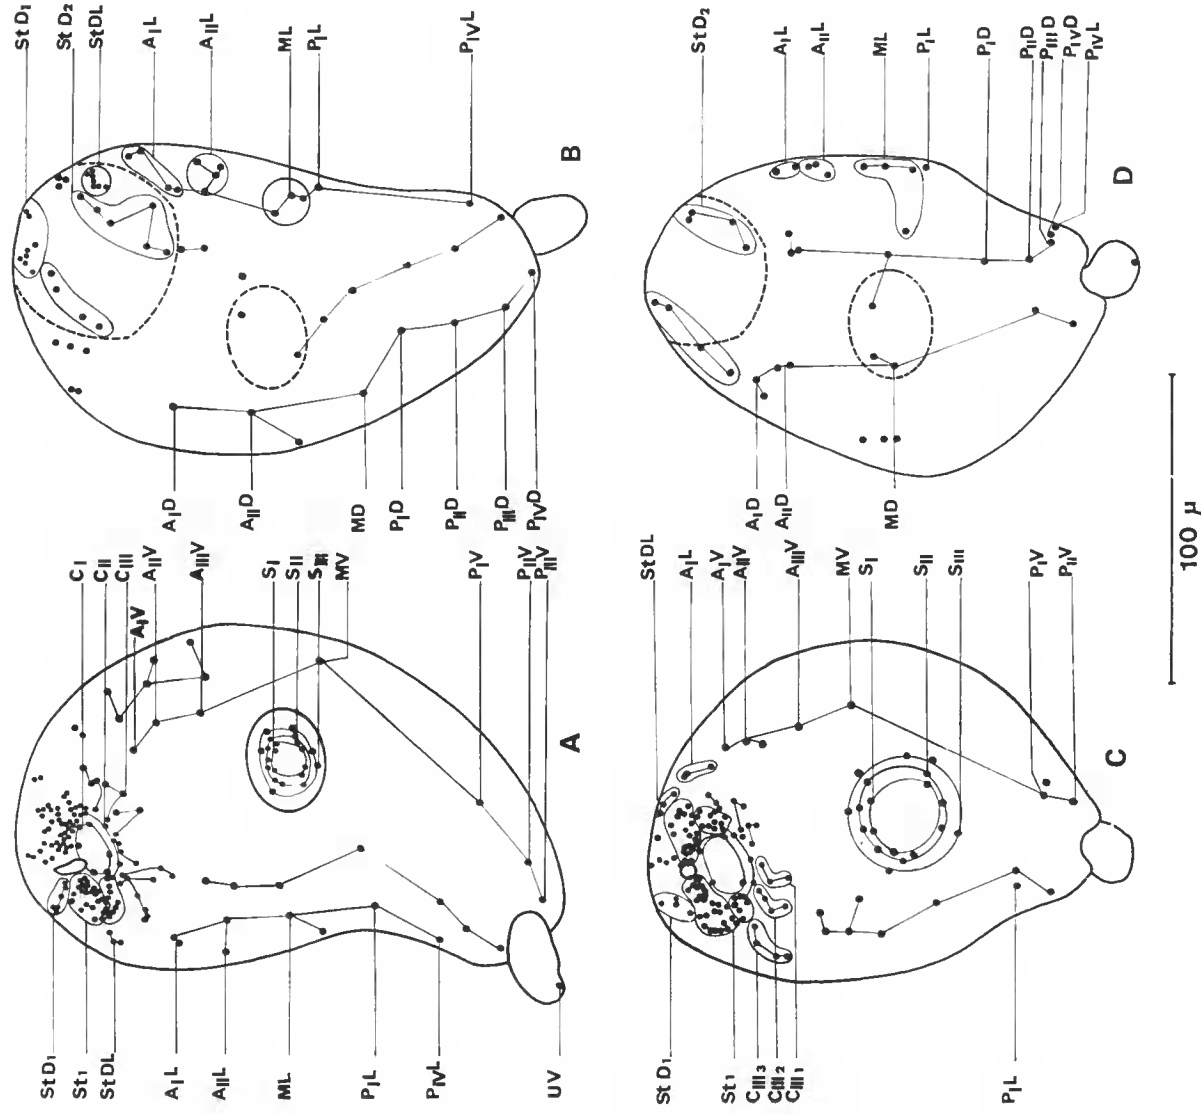 StD1
St1
StDL
AIL
AIIL
ML
PIL
PIVL
UV
CI
CII
CIII
AIV
AIIV
AIIIV
SI
SII
SIII
MV
PIV
PIIV
PIIIV
A
StD1
StD2
StDL
AIL
AIIL
ML
PIL
PIVL
AID
AIID
MD
PID
PIID
PIIID
PIVD
B
StD1
St1
CIII3
CIII2
CIII1
PIL
StDL
AIL
AIV
AIIV
AIIIV
MV
SI
SII
SIII
PIV
PIIV
C
StD2
AIL
AIIL
ML
PIL
PID
PIID
PIIID
PIVD
PIVL
AID
AIID
MD
D
100 µ